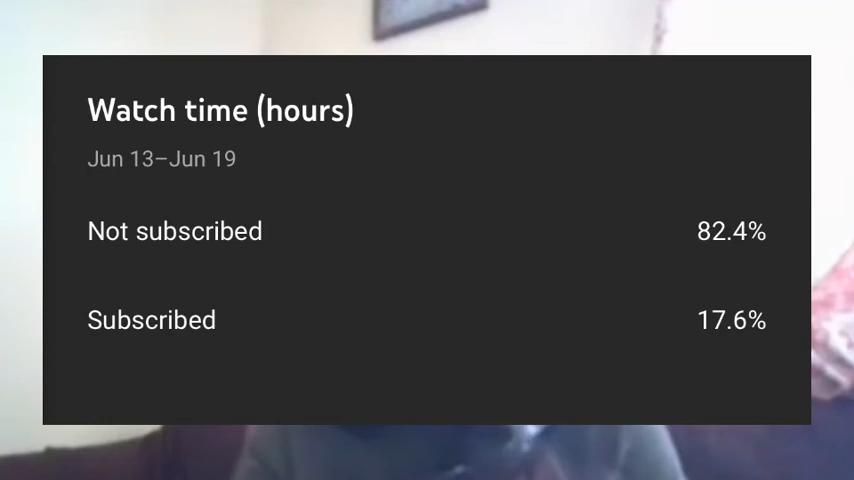 Watch time (hours)
Jun 13–Jun 19
Not subscribed 82.4%
Subscribed 17.6%